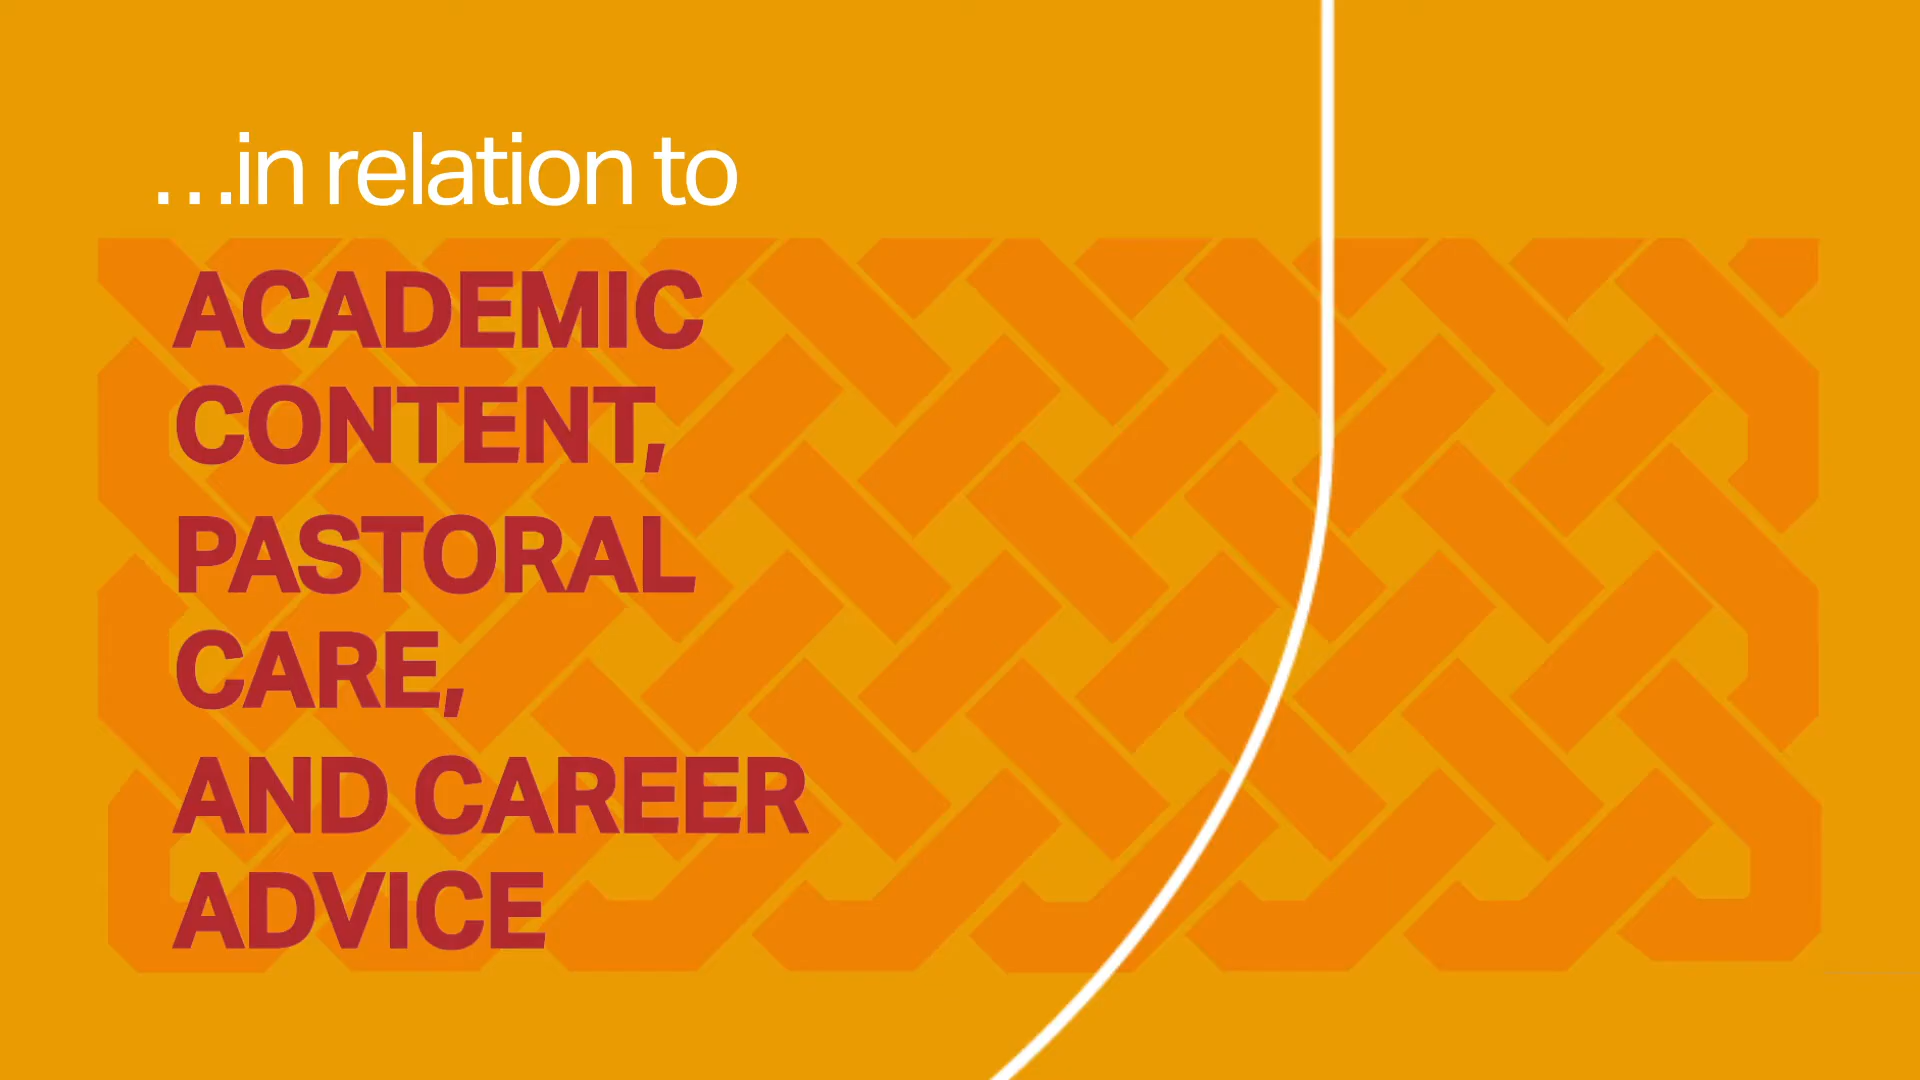 …in relation to
ACADEMIC
CONTENT,
PASTORAL
CARE,
AND CAREER
ADVICE